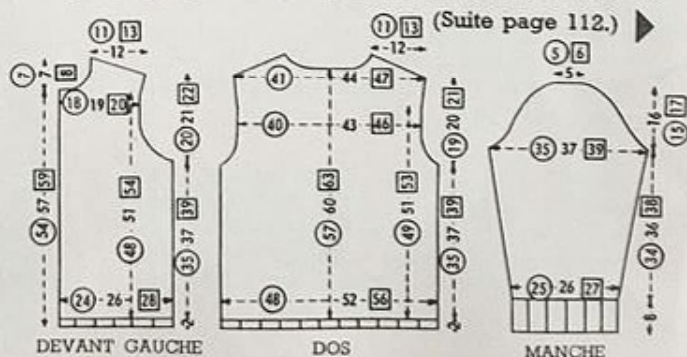 (Suite page 112.)
11 13
12
7 7 8
18 19 20
20 21 22
54 57 59
48 51 54
35 37 39
24 26 28
2
DEVANT GAUCHE
11 13
12
41 44 47
40 43 46
19 20 21
57 60 63
49 51 53
35 37 39
48 52 56
2
DOS
5 6
5
15 16 17
35 37 39
34 36 38
25 26 27
8
MANCHE